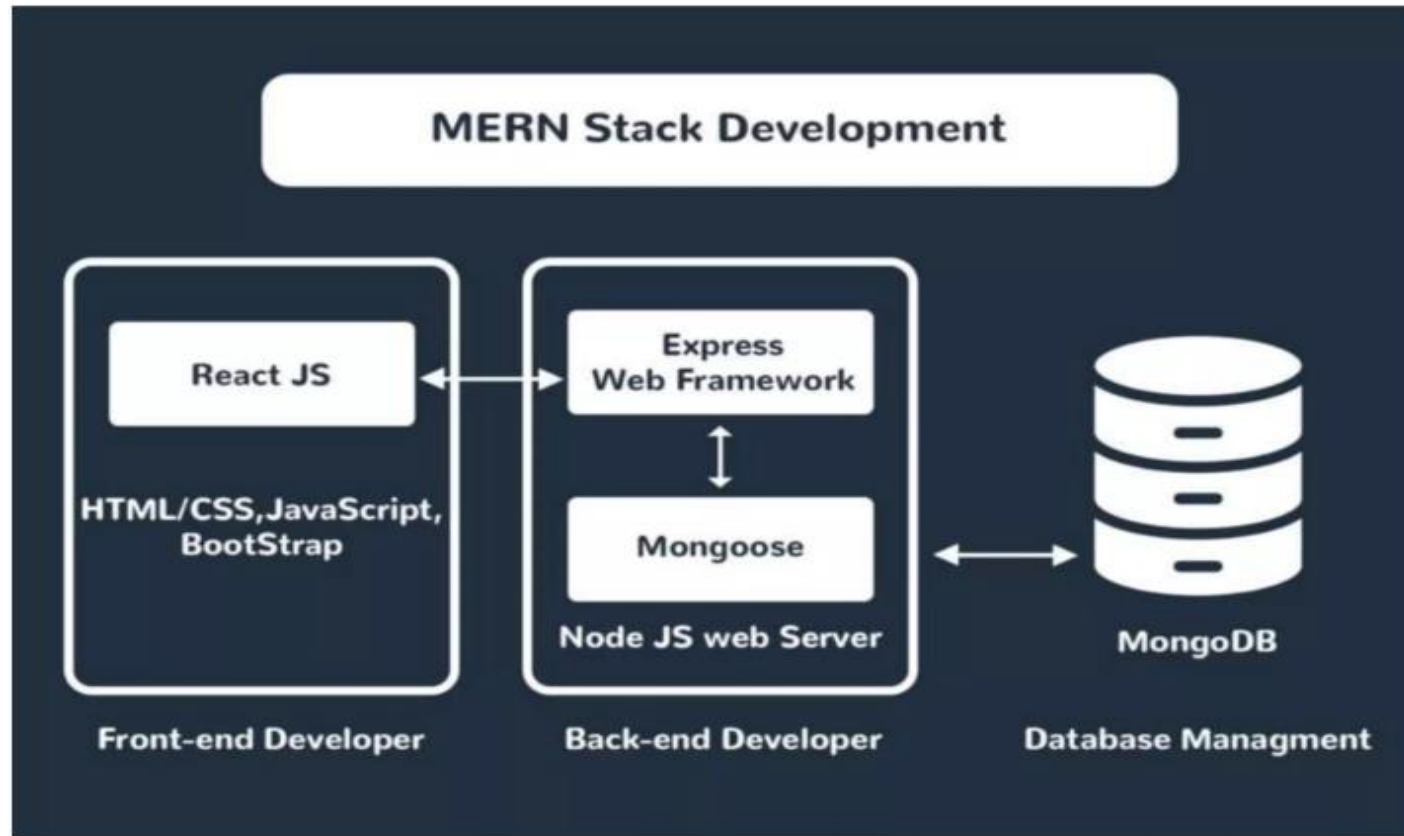 MERN Stack Development
React JS
HTML/CSS,JavaScript,
BootStrap
Front-end Developer
Express
Web Framework
Mongoose
Node JS web Server
Back-end Developer
MongoDB
Database Managment